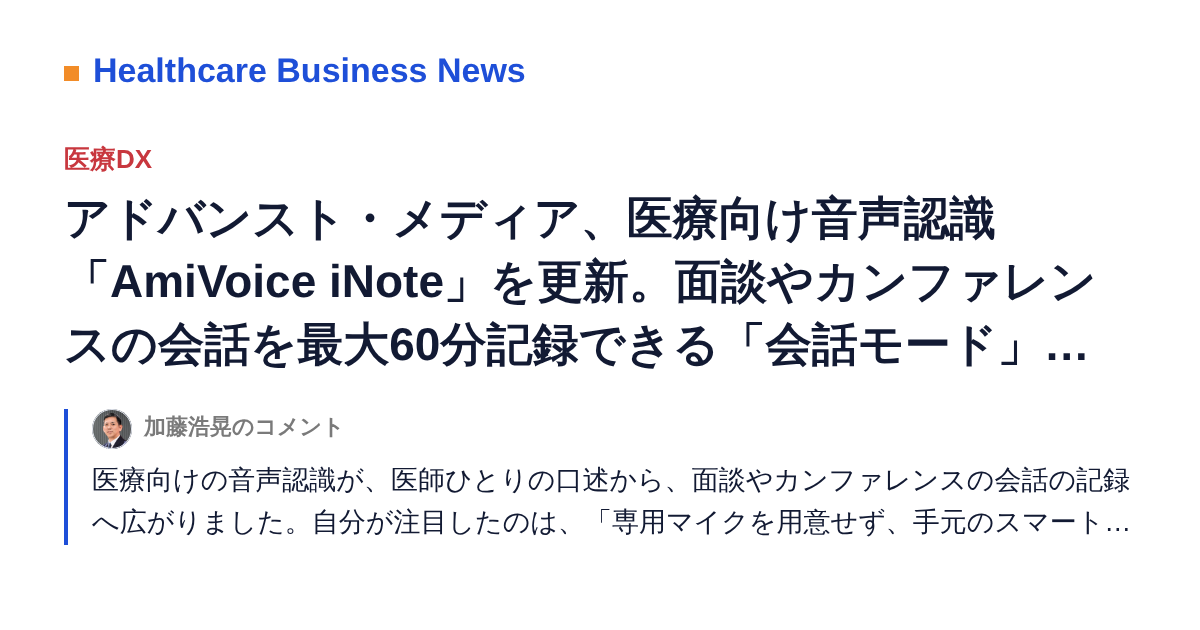 Healthcare Business News
医療DX
アドバンスト・メディア、医療向け音声認識
「AmiVoice iNote」を更新。面談やカンファレン
スの会話を最大60分記録できる「会話モード」…
加藤浩晃のコメント
医療向けの音声認識が、医師ひとりの口述から、面談やカンファレンスの会話の記録
へ広がりました。自分が注目したのは、「専用マイクを用意せず、手元のスマート…